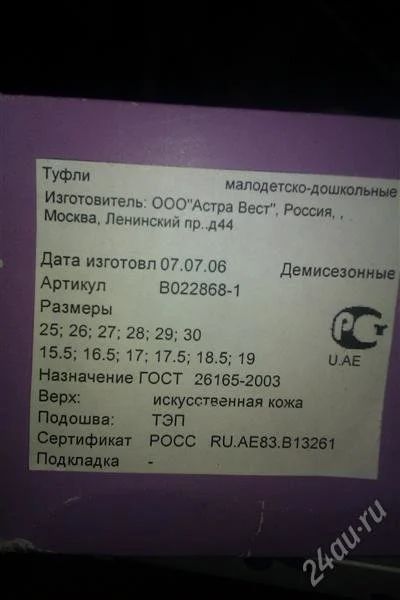 Туфли малодетско-дошкольные
Изготовитель: ООО"Астра Вест", Россия, ,
Москва, Ленинский пр..д44
Дата изготовл 07.07.06 Демисезонные
Артикул В022868-1
Размеры
25; 26; 27; 28; 29; 30
15.5; 16.5; 17; 17.5; 18.5; 19
РСТ
U.AE
Назначение ГОСТ 26165-2003
Верх: искусственная кожа
Подошва: ТЭП
Сертификат РОСС RU.AE83.B13261
Подкладка -
24au.ru